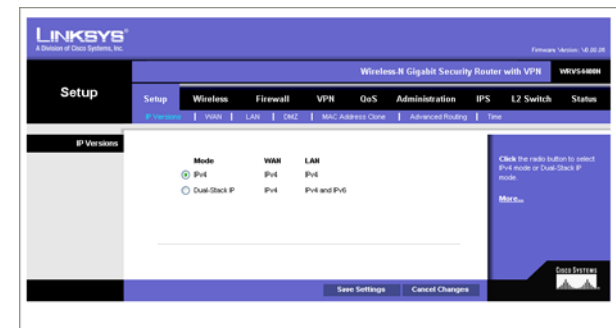 LINKSYS®
A Division of Cisco Systems, Inc.
Firmware Version: V0.00.09
Wireless-N Gigabit Security Router with VPN WRVS4400N
Setup
Setup Wireless Firewall VPN QoS Administration IPS L2 Switch Status
IP Versions | WAN | LAN | DMZ | MAC Address Clone | Advanced Routing | Time
IP Versions
Mode WAN LAN
IPv4 IPv4 IPv4
Dual-Stack IP IPv4 IPv4 and IPv6
Click the radio button to select
IPv4 mode or Dual-Stack IP
mode.
More...
Save Settings Cancel Changes
CISCO SYSTEMS